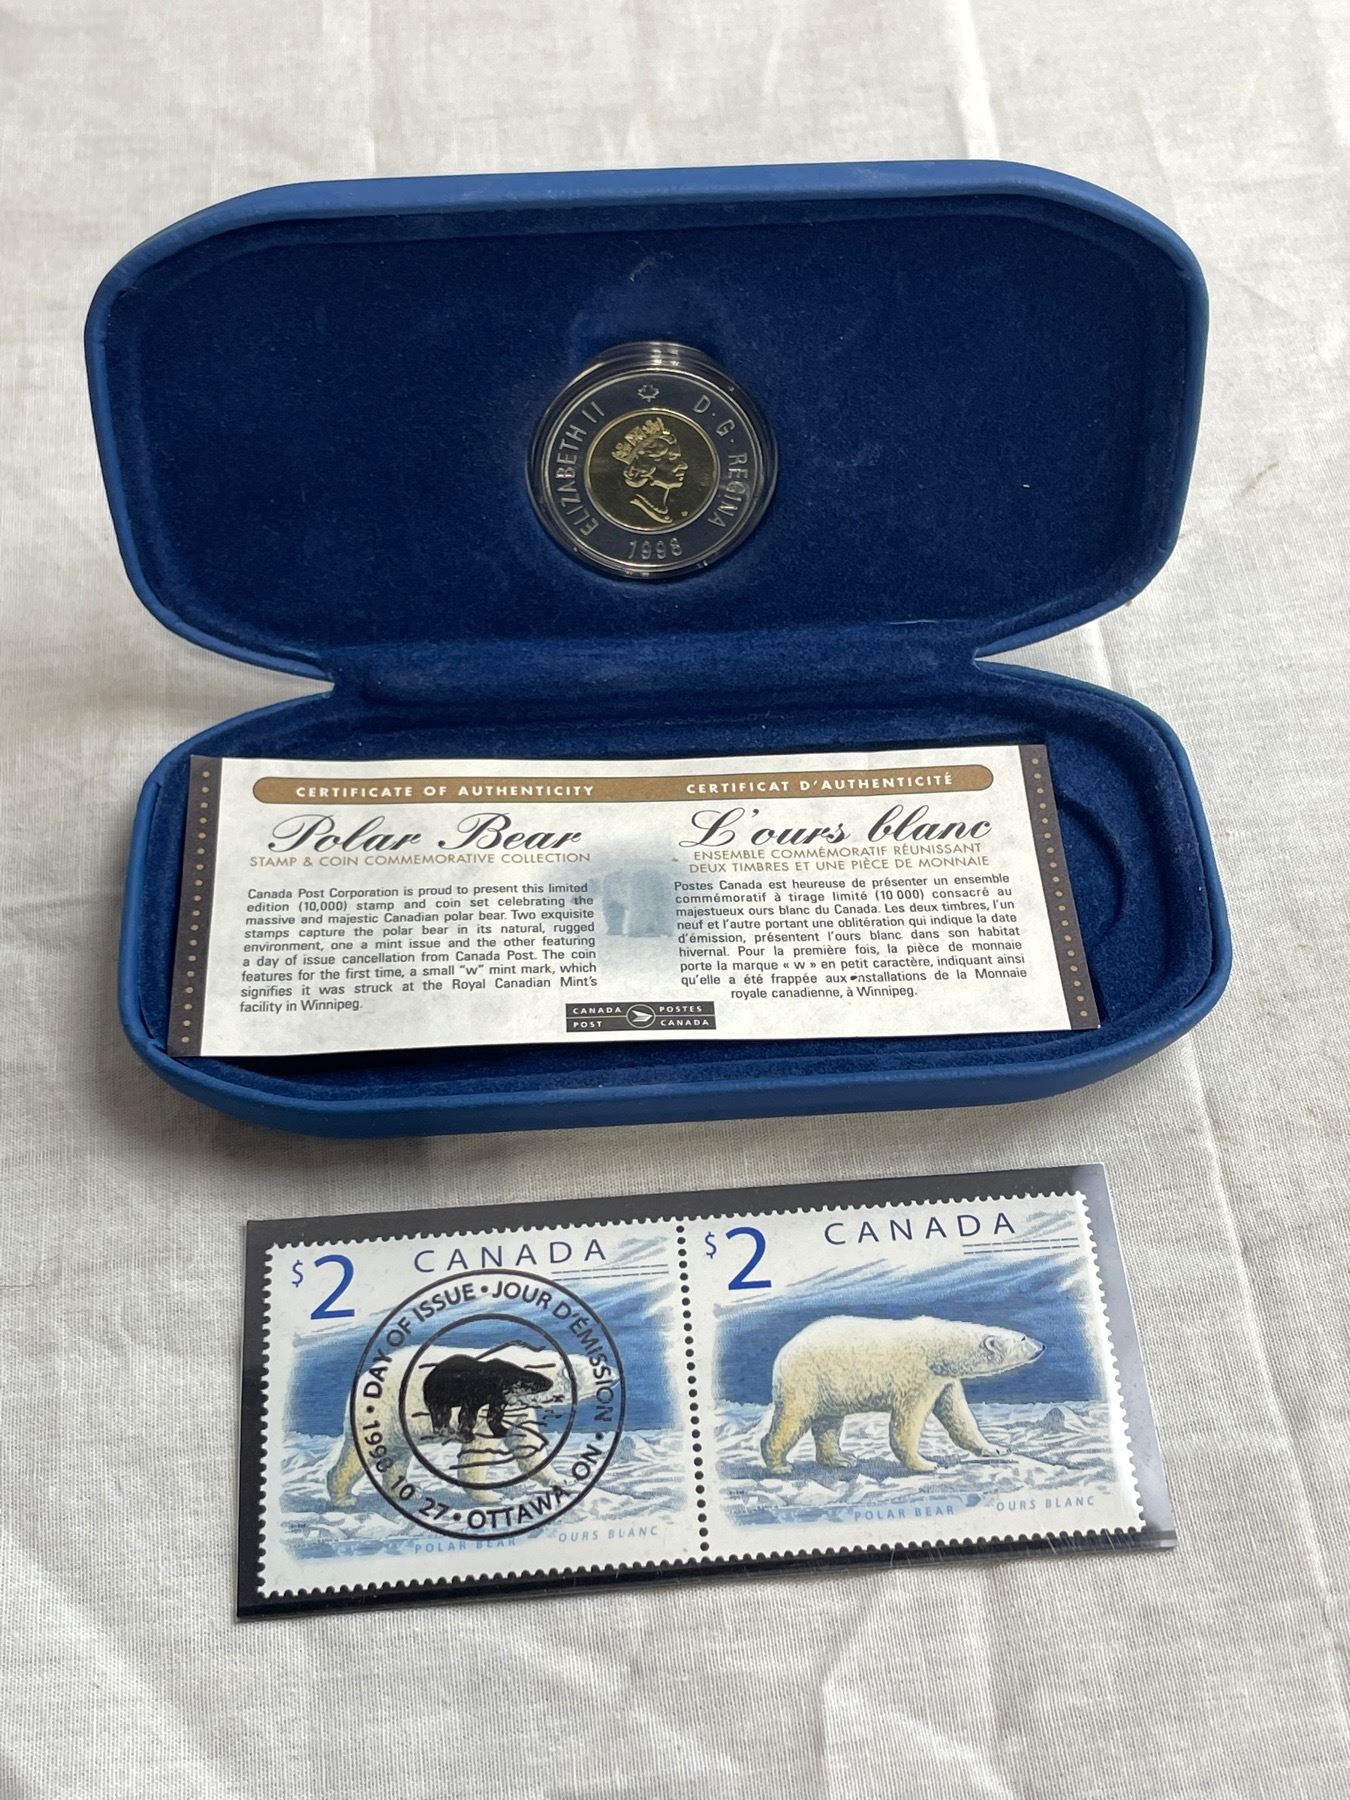 ELIZABETH II D·G·REGINA
1998
CERTIFICATE OF AUTHENTICITY
Polar Bear
STAMP & COIN COMMEMORATIVE COLLECTION
Canada Post Corporation is proud to present this limited
edition (10,000) stamp and coin set celebrating the
massive and majestic Canadian polar bear. Two exquisite
stamps capture the polar bear in its natural, rugged
environment, one a mint issue and the other featuring
a day of issue cancellation from Canada Post. The coin
features for the first time, a small "w" mint mark, which
signifies it was struck at the Royal Canadian Mint's
facility in Winnipeg.
CERTIFICAT D'AUTHENTICITÉ
L'ours blanc
ENSEMBLE COMMÉMORATIF RÉUNISSANT
DEUX TIMBRES ET UNE PIÈCE DE MONNAIE
Postes Canada est heureuse de présenter un ensemble
commémoratif à tirage limité (10 000) consacré au
majestueux ours blanc du Canada. Les deux timbres, l'un
neuf et l'autre portant une oblitération qui indique la date
d'émission, présentent l'ours blanc dans son habitat
hivernal. Pour la première fois, la pièce de monnaie
porte la marque « w » en petit caractère, indiquant ainsi
qu'elle a été frappée aux installations de la Monnaie
royale canadienne, à Winnipeg.
CANADA POSTES
POST CANADA
$2 CANADA
DAY OF ISSUE • JOUR D'ÉMISSION • OTTAWA ON • 1998 10 27 •
POLAR BEAR OURS BLANC
$2 CANADA
POLAR BEAR OURS BLANC